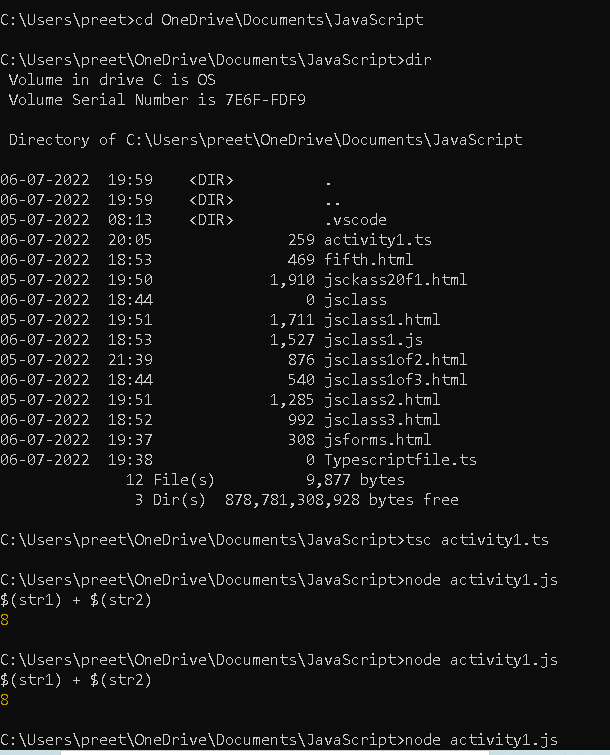 C:\Users\preet>cd OneDrive\Documents\JavaScript
C:\Users\preet\OneDrive\Documents\JavaScript>dir
Volume in drive C is OS
Volume Serial Number is 7E6F-FDF9
Directory of C:\Users\preet\OneDrive\Documents\JavaScript
06-07-2022 19:59 <DIR> .
06-07-2022 19:59 <DIR> ..
05-07-2022 08:13 <DIR> .vscode
06-07-2022 20:05 259 activity1.ts
06-07-2022 18:53 469 fifth.html
05-07-2022 19:50 1,910 jsckass20f1.html
06-07-2022 18:44 0 jsclass
05-07-2022 19:51 1,711 jsclass1.html
06-07-2022 18:53 1,527 jsclass1.js
05-07-2022 21:39 876 jsclass1of2.html
06-07-2022 18:44 540 jsclass1of3.html
05-07-2022 19:51 1,285 jsclass2.html
06-07-2022 18:52 992 jsclass3.html
06-07-2022 19:37 308 jsforms.html
06-07-2022 19:38 0 Typescriptfile.ts
12 File(s) 9,877 bytes
3 Dir(s) 878,781,308,928 bytes free
C:\Users\preet\OneDrive\Documents\JavaScript>tsc activity1.ts
C:\Users\preet\OneDrive\Documents\JavaScript>node activity1.js
$(str1) + $(str2)
8
C:\Users\preet\OneDrive\Documents\JavaScript>node activity1.js
$(str1) + $(str2)
8
C:\Users\preet\OneDrive\Documents\JavaScript>node activity1.js